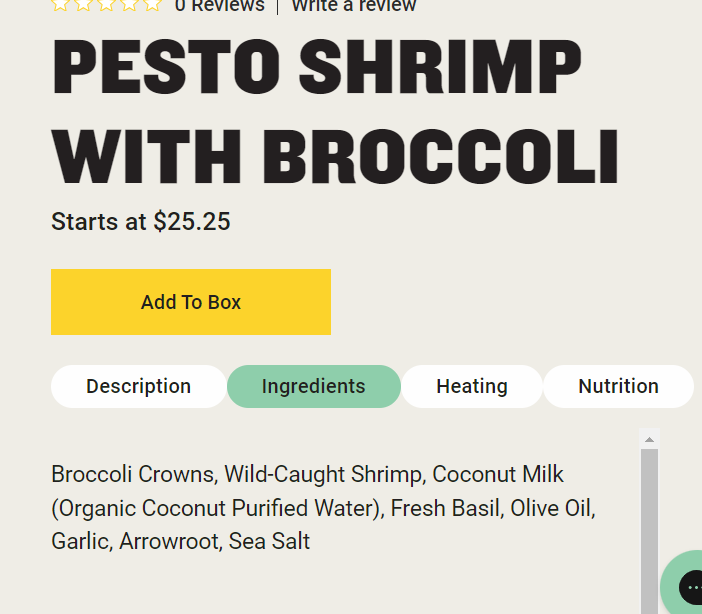 0 Reviews | Write a review
PESTO SHRIMP
WITH BROCCOLI
Starts at $25.25
Add To Box
Description Ingredients Heating Nutrition
Broccoli Crowns, Wild-Caught Shrimp, Coconut Milk
(Organic Coconut Purified Water), Fresh Basil, Olive Oil,
Garlic, Arrowroot, Sea Salt